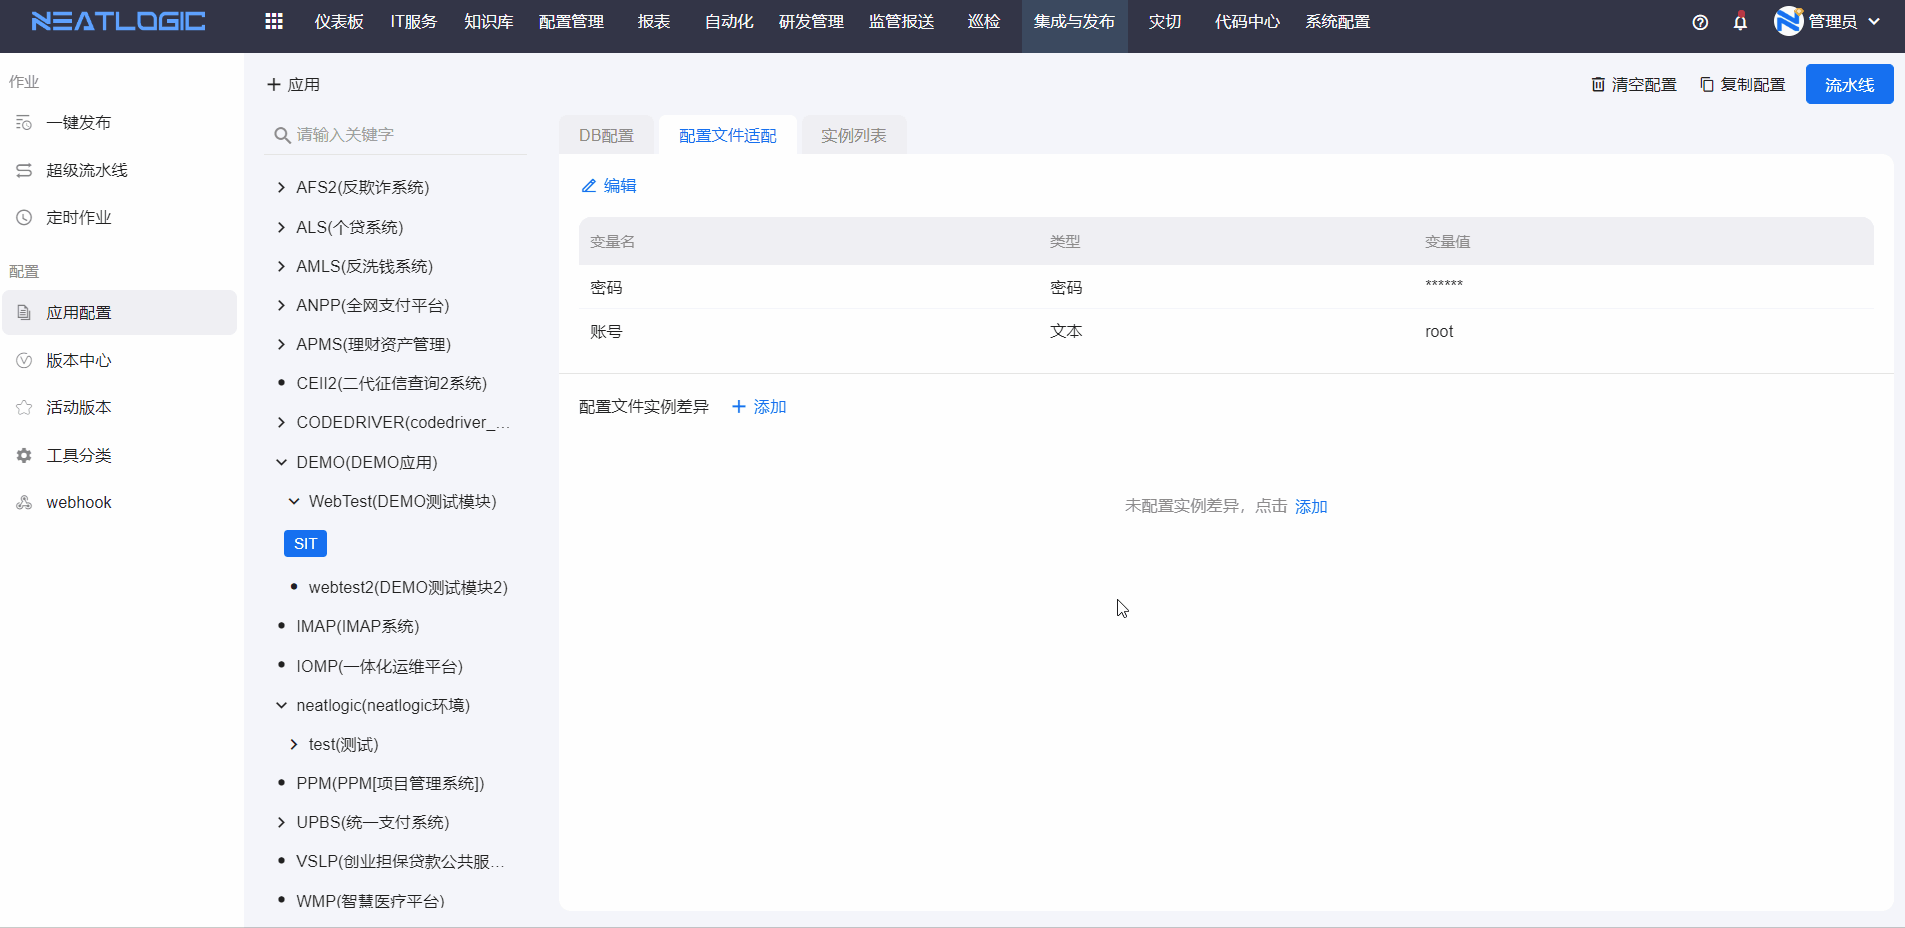 NEATLOGIC
仪表板 IT服务 知识库 配置管理 报表 自动化 研发管理 监管报送 巡检 集成与发布 灾切 代码中心 系统配置
管理员
作业
一键发布
超级流水线
定时作业
配置
应用配置
版本中心
活动版本
工具分类
webhook
应用
请输入关键字
AFS2(反欺诈系统)
ALS(个贷系统)
AMLS(反洗钱系统)
ANPP(全网支付平台)
APMS(理财资产管理)
CEII2(二代征信查询2系统)
CODEDRIVER(codedriver_...
DEMO(DEMO应用)
WebTest(DEMO测试模块)
SIT
webtest2(DEMO测试模块2)
IMAP(IMAP系统)
IOMP(一体化运维平台)
neatlogic(neatlogic环境)
test(测试)
PPM(PPM[项目管理系统])
UPBS(统一支付系统)
VSLP(创业担保贷款公共服...
WMP(智慧医疗平台)
清空配置 复制配置 流水线
DB配置 配置文件适配 实例列表
编辑
变量名 类型 变量值
密码 密码 ******
账号 文本 root
配置文件实例差异 添加
未配置实例差异，点击 添加